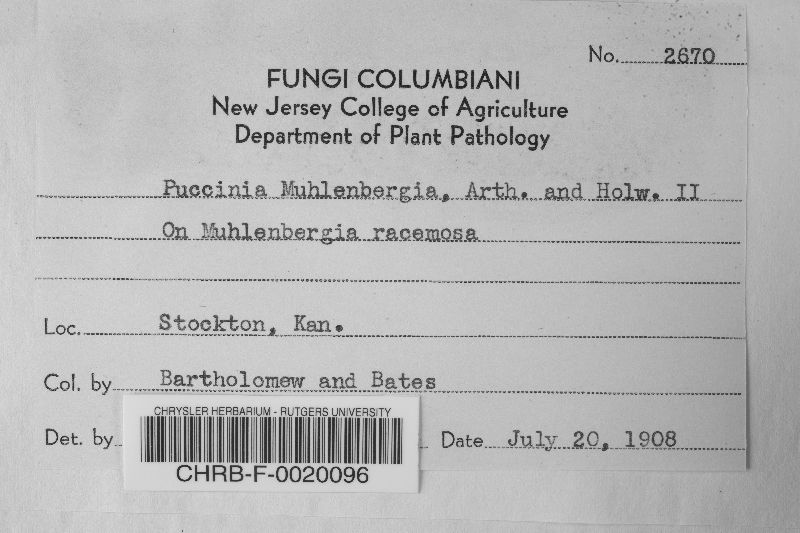 No. 2670
FUNGI COLUMBIANI
New Jersey College of Agriculture
Department of Plant Pathology
Puccinia Muhlenbergia, Arth. and Holw. II
On Muhlenbergia racemosa
Loc. Stockton, Kan.
Col. by Bartholomew and Bates
Det. by Date July 20, 1908
CHRYSLER HERBARIUM - RUTGERS UNIVERSITY
CHRB-F-0020096